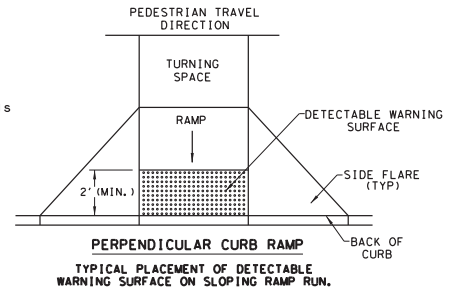 PEDESTRIAN TRAVEL
DIRECTION
TURNING
SPACE
s
RAMP
DETECTABLE WARNING
SURFACE
2' (MIN.)
SIDE FLARE
(TYP)
PERPENDICULAR CURB RAMP
BACK OF
CURB
TYPICAL PLACEMENT OF DETECTABLE
WARNING SURFACE ON SLOPING RAMP RUN.